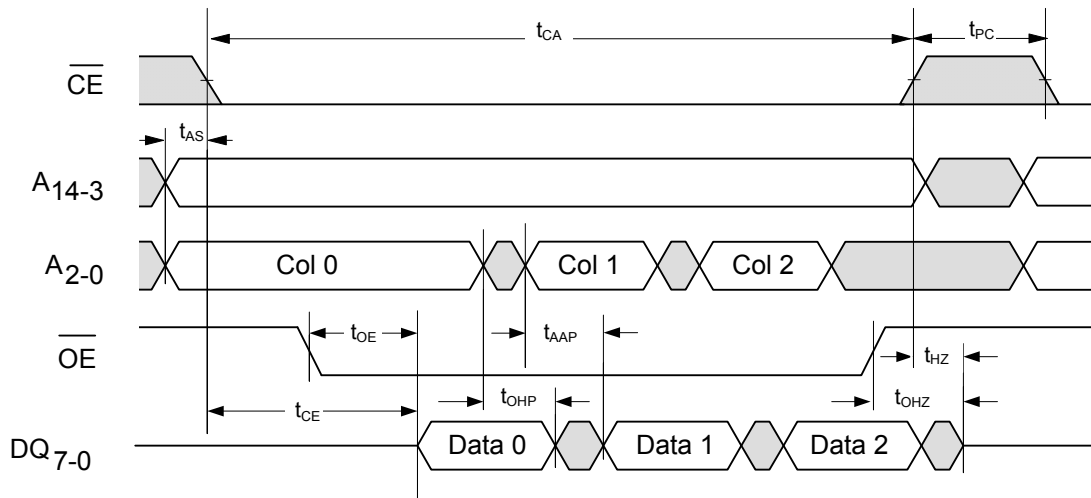 tCA
tPC
CE
tAS
A14-3
A2-0
Col 0
Col 1
Col 2
OE
tOE
tAAP
tHZ
tCE
tOHP
tOHZ
DQ7-0
Data 0
Data 1
Data 2